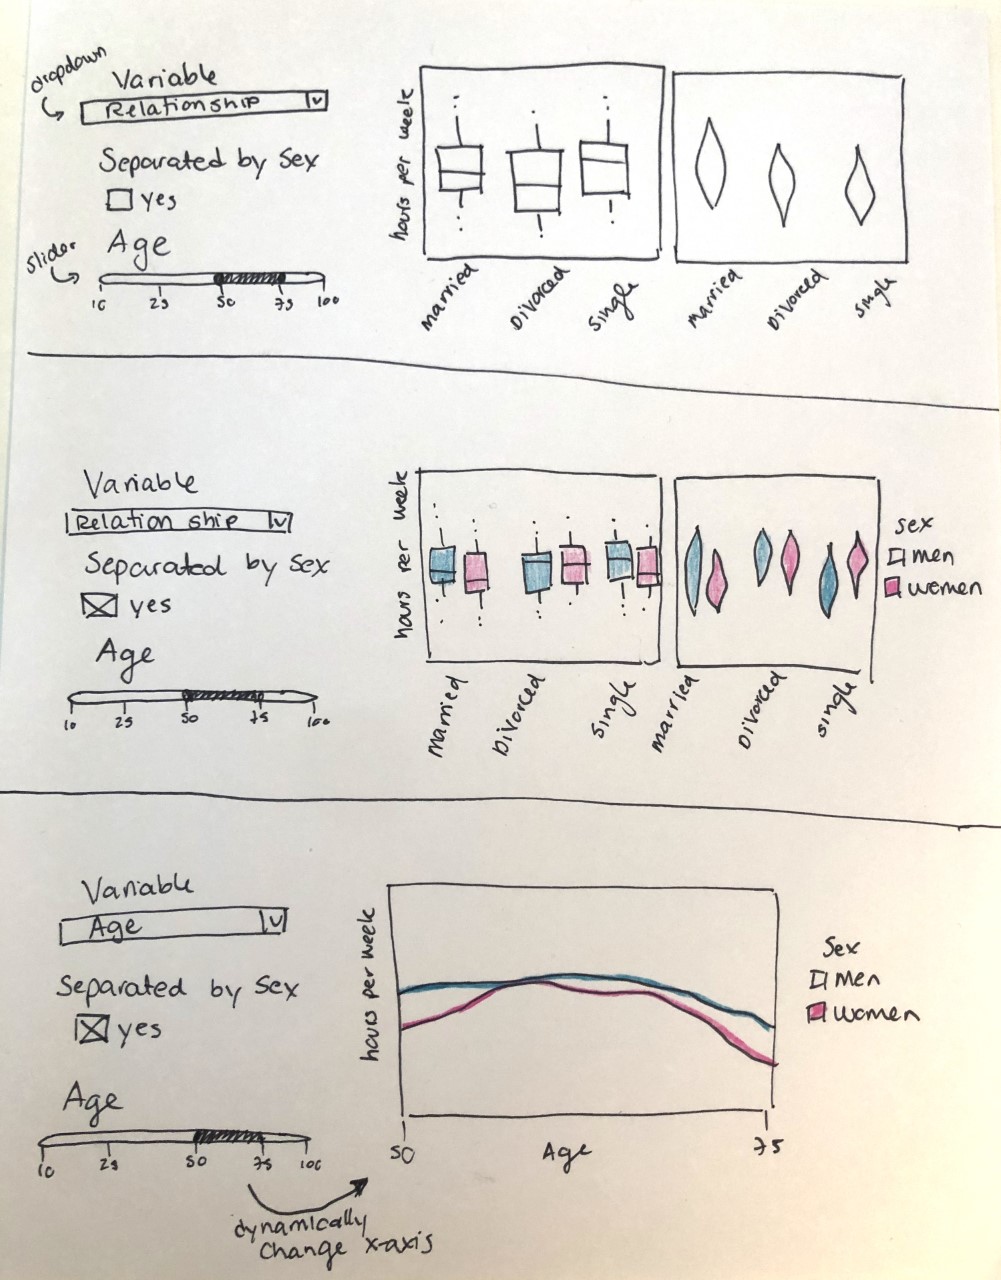 dropdown
Variable
Relationship v
Separated by Sex
yes
slider
Age
10 25 50 75 100
hours per week
married Divorced Single
married Divorced single
Variable
Relation ship v
Separated by Sex
yes
Age
10 25 50 75 100
hours per week
married Divorced single
married Divorced single
sex
men
women
Variable
Age v
Separated by Sex
yes
Age
10 25 50 75 100
hours per week
50 Age 75
Sex
Men
Women
dynamically
change x-axis